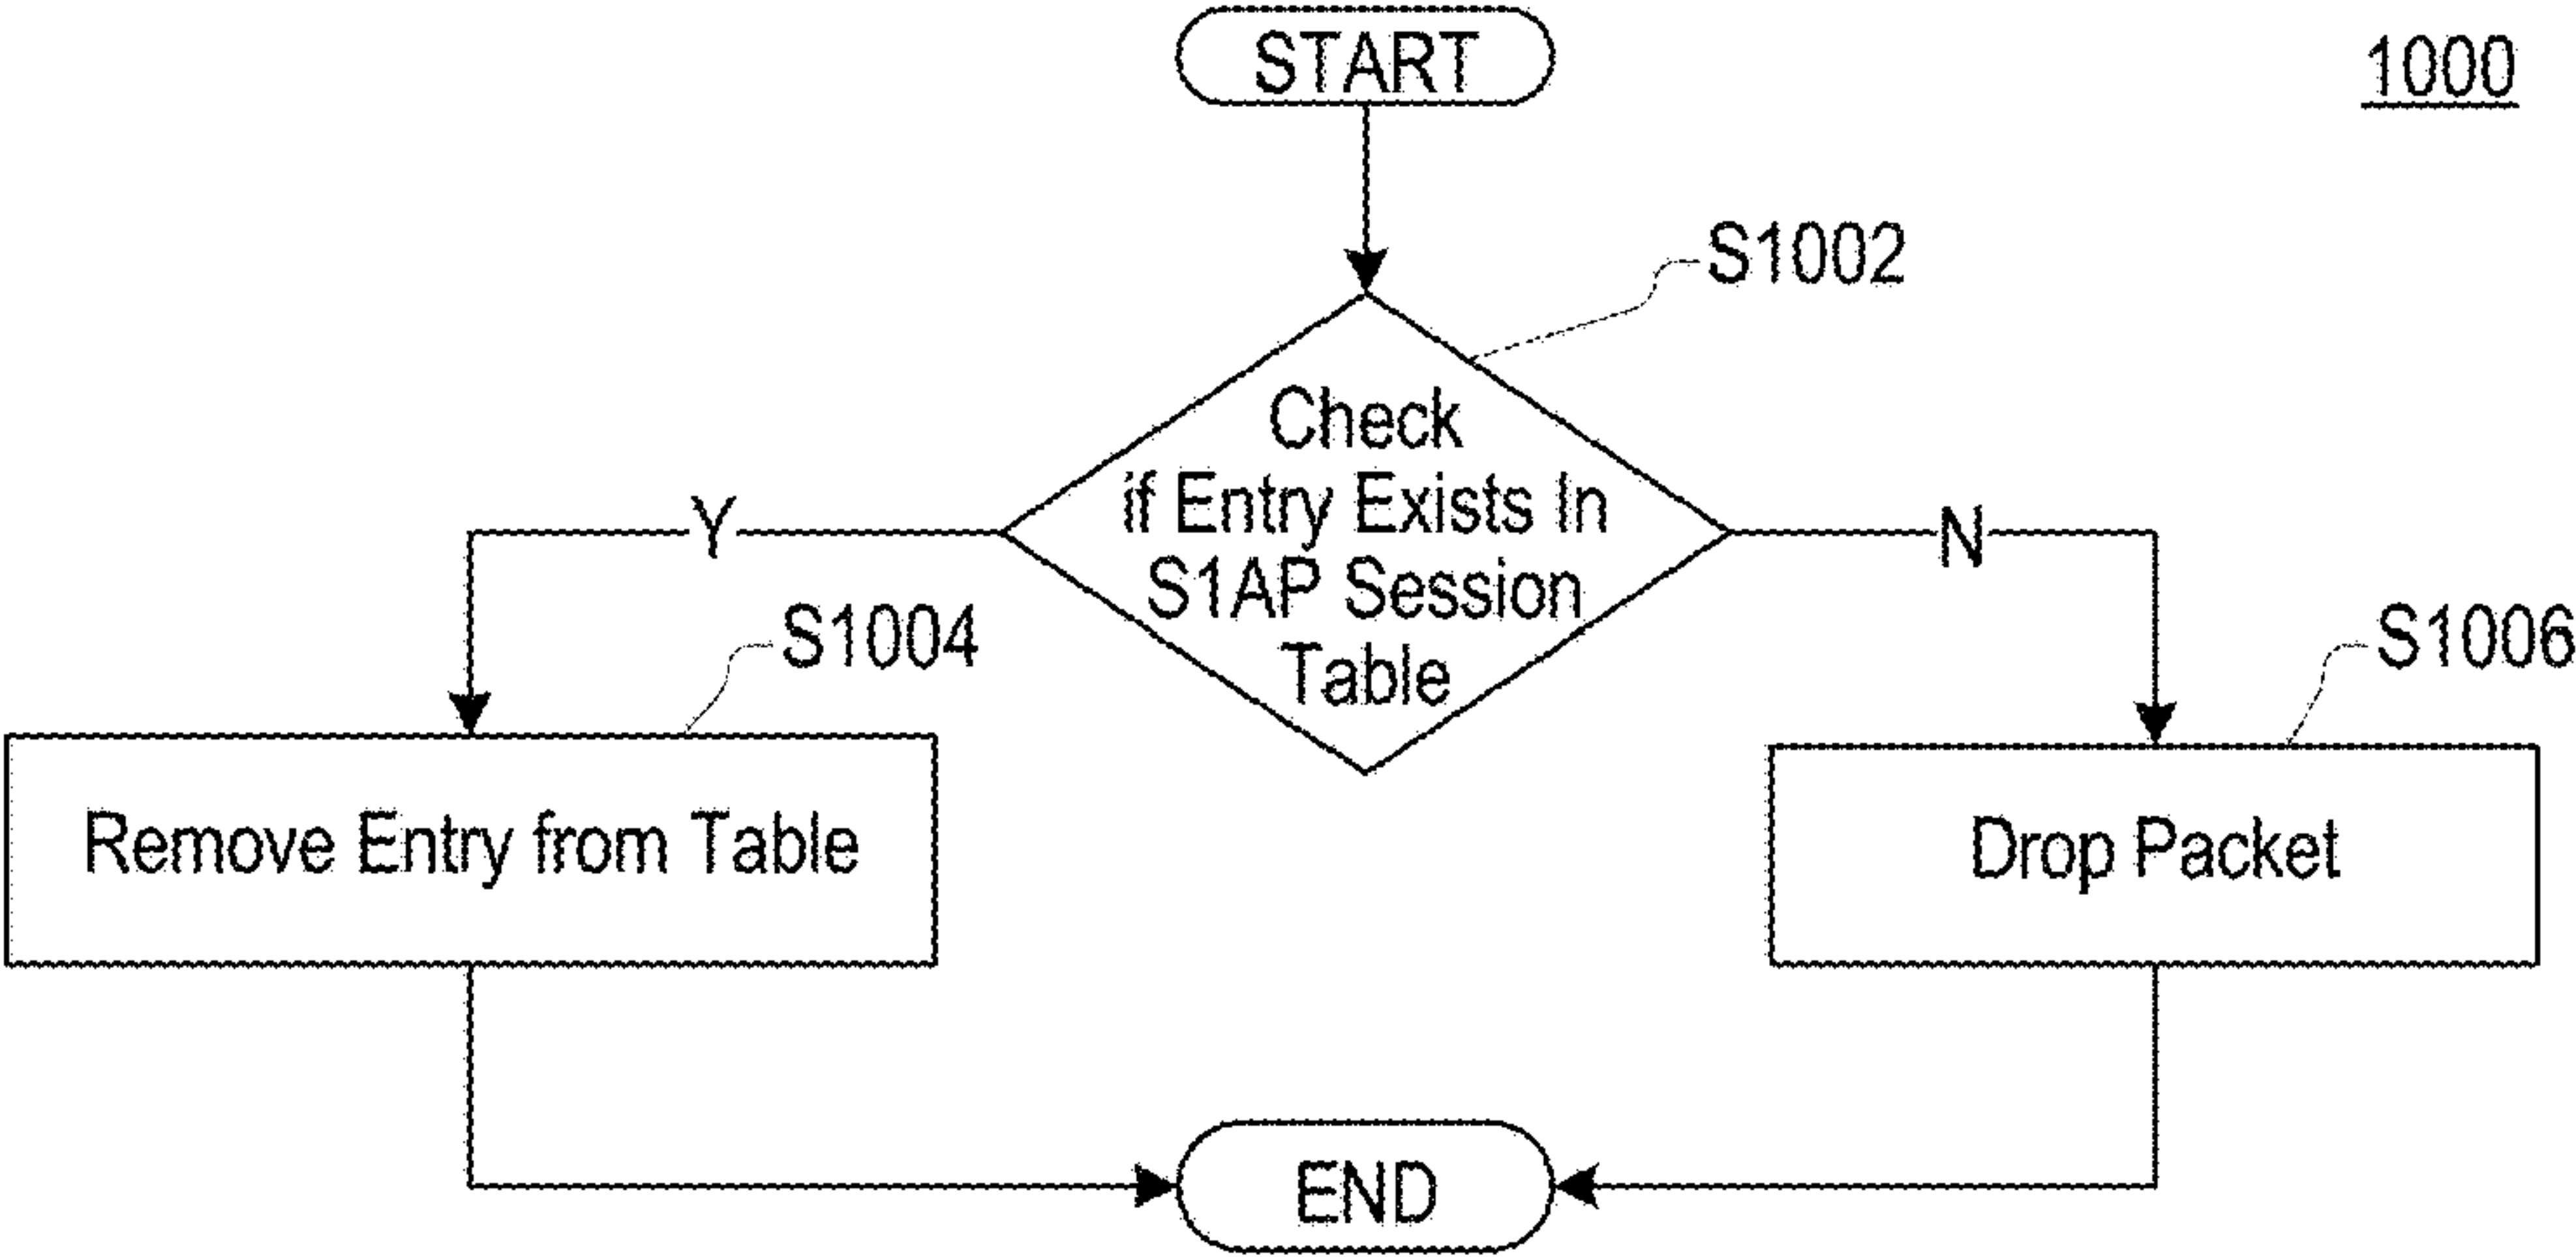 START
1000
S1002
Check
if Entry Exists In
S1AP Session
Table
Y
N
S1004
S1006
Remove Entry from Table
Drop Packet
END